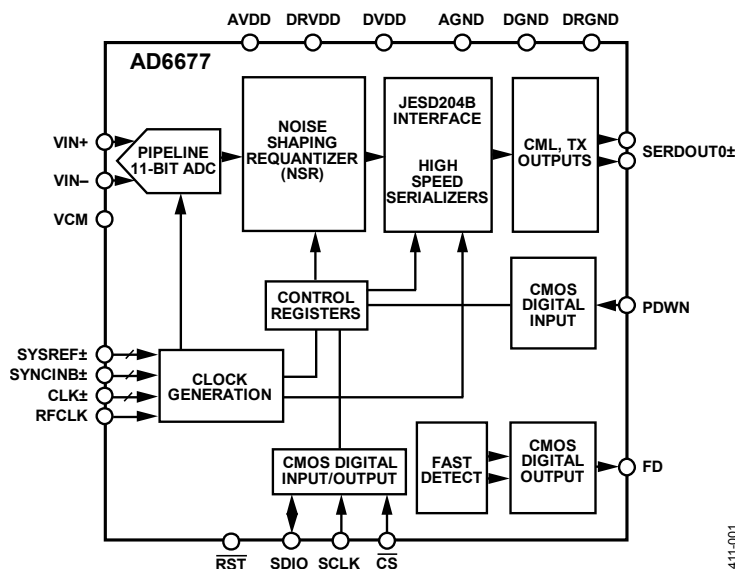 AVDD DRVDD DVDD AGND DGND DRGND
AD6677
VIN+
VIN–
VCM
PIPELINE
11-BIT ADC
NOISE
SHAPING
REQUANTIZER
(NSR)
JESD204B
INTERFACE
HIGH
SPEED
SERIALIZERS
CML, TX
OUTPUTS
SERDOUT0±
CONTROL
REGISTERS
CMOS
DIGITAL
INPUT
PDWN
SYSREF±
SYNCINB±
CLK±
RFCLK
CLOCK
GENERATION
CMOS DIGITAL
INPUT/OUTPUT
FAST
DETECT
CMOS
DIGITAL
OUTPUT
FD
RST SDIO SCLK CS
411-001